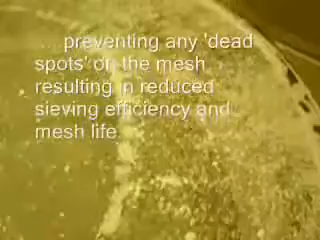 ....preventing any 'dead
spots' on the mesh
resulting in reduced
sieving efficiency and
mesh life.